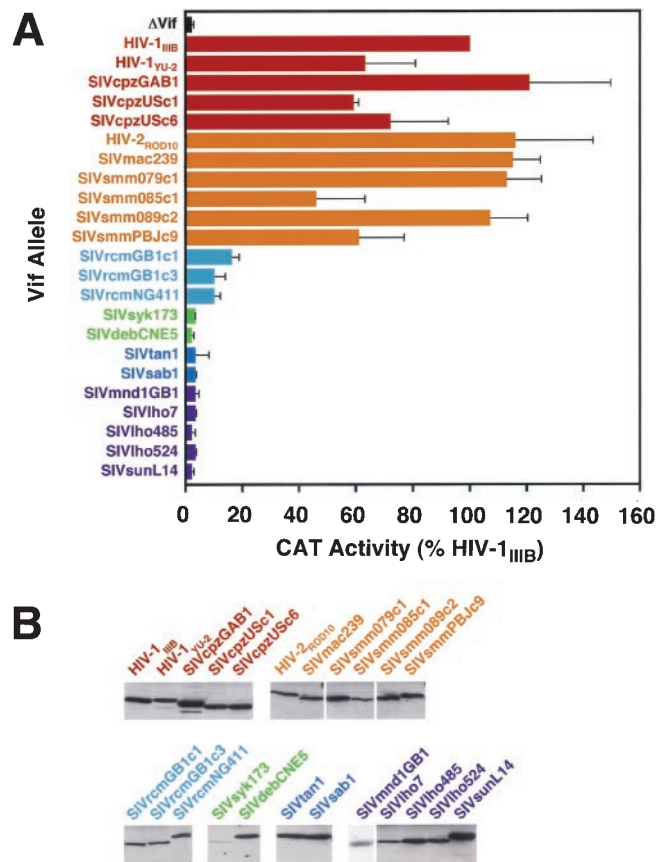 A
ΔVif
HIV-1IIIB
HIV-1YU-2
SIVcpzGAB1
SIVcpzUSc1
SIVcpzUSc6
HIV-2ROD10
SIVmac239
SIVsmm079c1
SIVsmm085c1
SIVsmm089c2
SIVsmmPBJc9
SIVrcmGB1c1
SIVrcmGB1c3
SIVrcmNG411
SIVsyk173
SIVdebCNE5
SIVtan1
SIVsab1
SIVmnd1GB1
SIVlho7
SIVlho485
SIVlho524
SIVsunL14
Vif Allele
0 20 40 60 80 100 120 140 160
CAT Activity (% HIV-1IIIB)
B
HIV-1IIIB
HIV-1YU-2
SIVcpzGAB1
SIVcpzUSc1
SIVcpzUSc6
HIV-2ROD10
SIVmac239
SIVsmm079c1
SIVsmm085c1
SIVsmm089c2
SIVsmmPBJc9
SIVrcmGB1c1
SIVrcmGB1c3
SIVrcmNG411
SIVsyk173
SIVdebCNE5
SIVtan1
SIVsab1
SIVmnd1GB1
SIVlho7
SIVlho485
SIVlho524
SIVsunL14